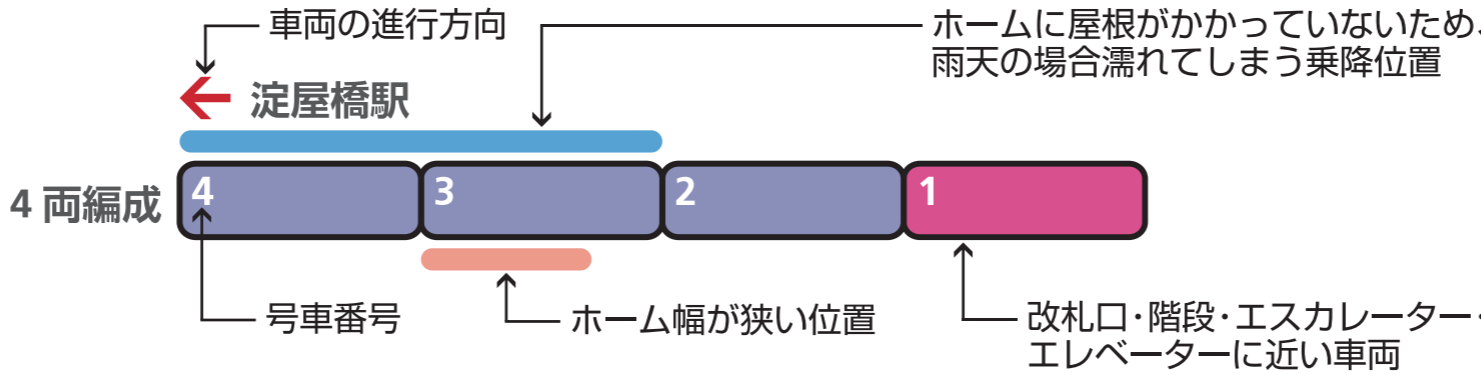 車両の進行方向
ホームに屋根がかかっていないため、
雨天の場合濡れてしまう乗降位置
淀屋橋駅
4両編成
4
3
2
1
号車番号
ホーム幅が狭い位置
改札口・階段・エスカレーター・
エレベーターに近い車両